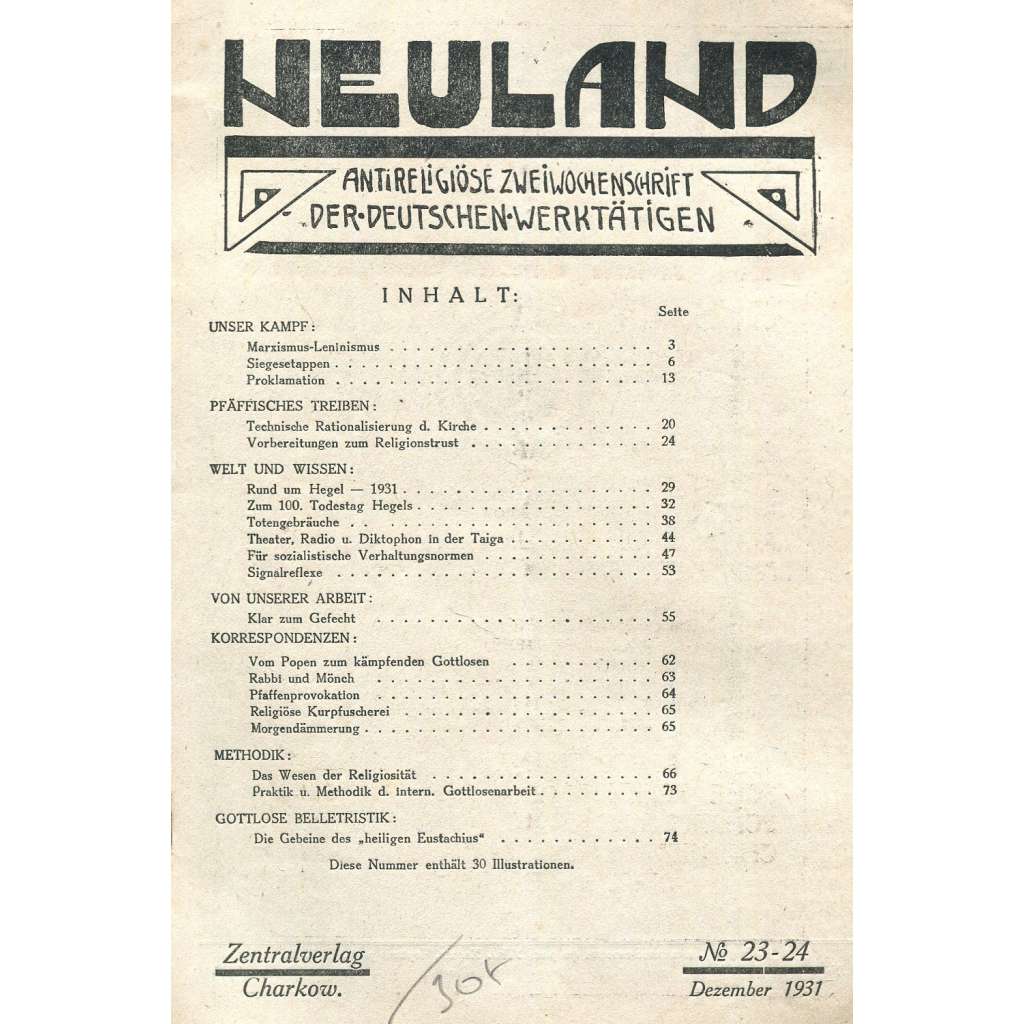 NEULAND
ANTIRELIGIÖSE ZWEIWOCHENSCHRIFT
DER·DEUTSCHEN·WERKTÄTIGEN
INHALT:
Seite
UNSER KAMPF:
Marxismus-Leninismus . . . . . . . . . . . . . . . . 3
Siegesetappen . . . . . . . . . . . . . . . . . . . 6
Proklamation . . . . . . . . . . . . . . . . . . . 13
PFÄFFISCHES TREIBEN:
Technische Rationalisierung d. Kirche . . . . . . . . . . 20
Vorbereitungen zum Religionstrust . . . . . . . . . . . 24
WELT UND WISSEN:
Rund um Hegel — 1931 . . . . . . . . . . . . . . . 29
Zum 100. Todestag Hegels . . . . . . . . . . . . . . 32
Totengebräuche . . . . . . . . . . . . . . . . . . 38
Theater, Radio u. Diktophon in der Taiga . . . . . . . . . 44
Für sozialistische Verhaltungsnormen . . . . . . . . . . 47
Signalreflexe . . . . . . . . . . . . . . . . . . . 53
VON UNSERER ARBEIT:
Klar zum Gefecht . . . . . . . . . . . . . . . . . 55
KORRESPONDENZEN:
Vom Popen zum kämpfenden Gottlosen . . . . . . . . . 62
Rabbi und Mönch . . . . . . . . . . . . . . . . . 63
Pfaffenprovokation . . . . . . . . . . . . . . . . . 64
Religiöse Kurpfuscherei . . . . . . . . . . . . . . . 65
Morgendämmerung . . . . . . . . . . . . . . . . . 65
METHODIK:
Das Wesen der Religiosität . . . . . . . . . . . . . . 66
Praktik u. Methodik d. intern. Gottlosenarbeit . . . . . . . 73
GOTTLOSE BELLETRISTIK:
Die Gebeine des „heiligen Eustachius“ . . . . . . . . . . 74
Diese Nummer enthält 30 Illustrationen.
Zentralverlag
Charkow.
№ 23-24
Dezember 1931